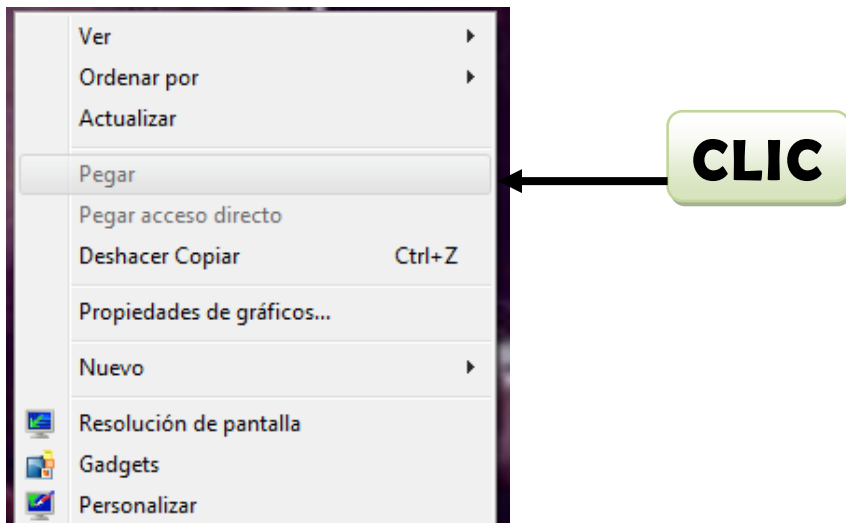 Ver
Ordenar por
Actualizar
Pegar
CLIC
Pegar acceso directo
Deshacer Copiar Ctrl+Z
Propiedades de gráficos...
Nuevo
Resolución de pantalla
Gadgets
Personalizar